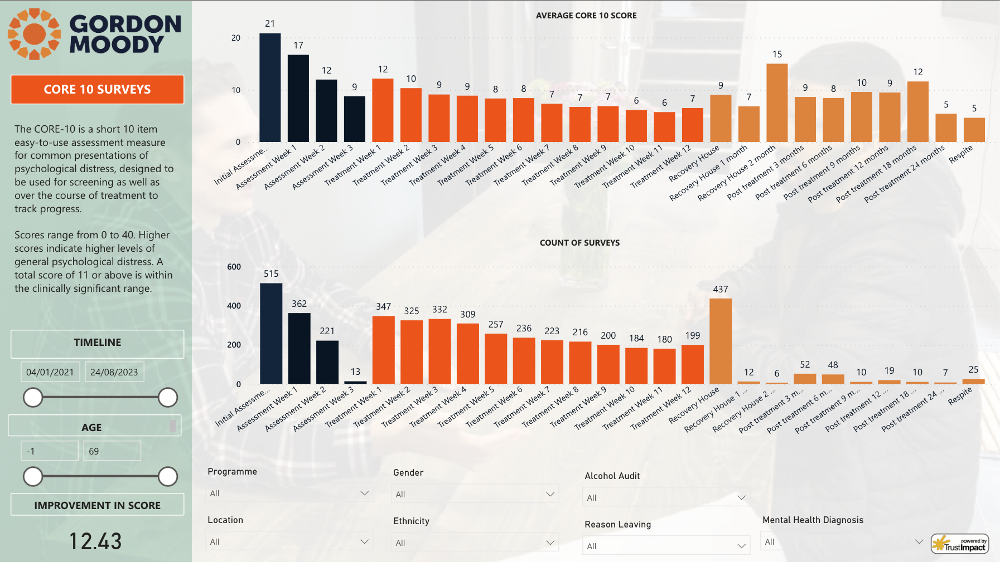 GORDON
MOODY
CORE 10 SURVEYS
The CORE-10 is a short 10 item
easy-to-use assessment measure
for common presentations of
psychological distress, designed to
be used for screening as well as
over the course of treatment to
track progress.
Scores range from 0 to 40. Higher
scores indicate higher levels of
general psychological distress. A
total score of 11 or above is within
the clinically significant range.
TIMELINE
04/01/2021 24/08/2023
AGE
-1 69
IMPROVEMENT IN SCORE
12.43
AVERAGE CORE 10 SCORE
20
10
0
21 17 12 9 12 10 9 9 8 8 7 7 7 6 6 7 9 7 15 9 8 10 9 12 5 5
Initial Assessme...
Assessment Week 1
Assessment Week 2
Assessment Week 3
Treatment Week 1
Treatment Week 2
Treatment Week 3
Treatment Week 4
Treatment Week 5
Treatment Week 6
Treatment Week 7
Treatment Week 8
Treatment Week 9
Treatment Week 10
Treatment Week 11
Treatment Week 12
Recovery House
Recovery House 1 month
Recovery House 2 month
Post treatment 3 months
Post treatment 6 months
Post treatment 9 months
Post treatment 12 months
Post treatment 18 months
Post treatment 24 months
Respite
COUNT OF SURVEYS
600
400
200
0
515 362 221 13 347 325 332 309 257 236 223 216 200 184 180 199 437 12 6 52 48 10 19 10 7 25
Initial Assessme...
Assessment Week 1
Assessment Week 2
Assessment Week 3
Treatment Week 1
Treatment Week 2
Treatment Week 3
Treatment Week 4
Treatment Week 5
Treatment Week 6
Treatment Week 7
Treatment Week 8
Treatment Week 9
Treatment Week 10
Treatment Week 11
Treatment Week 12
Recovery House
Recovery House 1 ...
Recovery House 2 ...
Post treatment 3 m...
Post treatment 6 m...
Post treatment 9 m...
Post treatment 12 ...
Post treatment 18 ...
Post treatment 24 ...
Respite
Programme
All
Gender
All
Alcohol Audit
All
Location
All
Ethnicity
All
Reason Leaving
All
Mental Health Diagnosis
All
powered by
TrustImpact